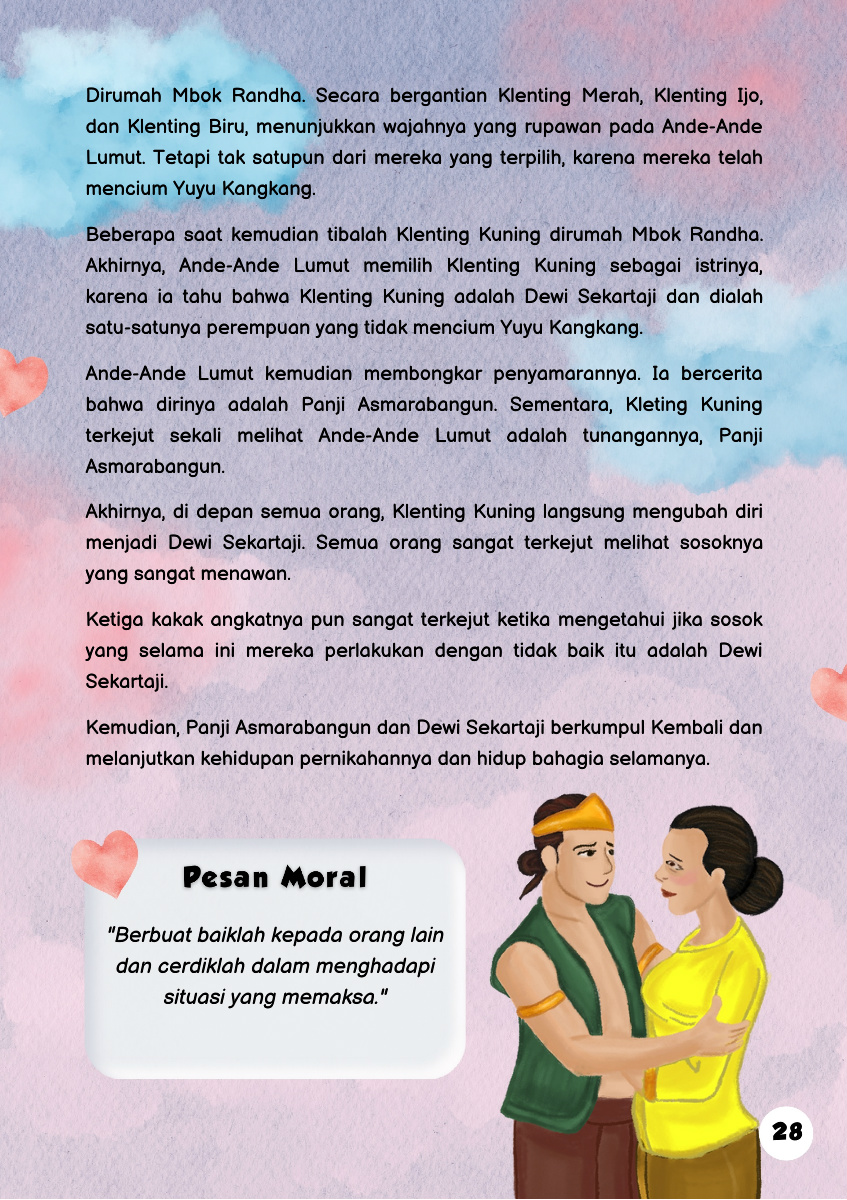 Dirumah Mbok Randha. Secara bergantian Klenting Merah, Klenting Ijo,
dan Klenting Biru, menunjukkan wajahnya yang rupawan pada Ande-Ande
Lumut. Tetapi tak satupun dari mereka yang terpilih, karena mereka telah
mencium Yuyu Kangkang.
Beberapa saat kemudian tibalah Klenting Kuning dirumah Mbok Randha.
Akhirnya, Ande-Ande Lumut memilih Klenting Kuning sebagai istrinya,
karena ia tahu bahwa Klenting Kuning adalah Dewi Sekartaji dan dialah
satu-satunya perempuan yang tidak mencium Yuyu Kangkang.
Ande-Ande Lumut kemudian membongkar penyamarannya. Ia bercerita
bahwa dirinya adalah Panji Asmarabangun. Sementara, Kleting Kuning
terkejut sekali melihat Ande-Ande Lumut adalah tunangannya, Panji
Asmarabangun.
Akhirnya, di depan semua orang, Klenting Kuning langsung mengubah diri
menjadi Dewi Sekartaji. Semua orang sangat terkejut melihat sosoknya
yang sangat menawan.
Ketiga kakak angkatnya pun sangat terkejut ketika mengetahui jika sosok
yang selama ini mereka perlakukan dengan tidak baik itu adalah Dewi
Sekartaji.
Kemudian, Panji Asmarabangun dan Dewi Sekartaji berkumpul Kembali dan
melanjutkan kehidupan pernikahannya dan hidup bahagia selamanya.
Pesan Moral
"Berbuat baiklah kepada orang lain
dan cerdiklah dalam menghadapi
situasi yang memaksa."
28